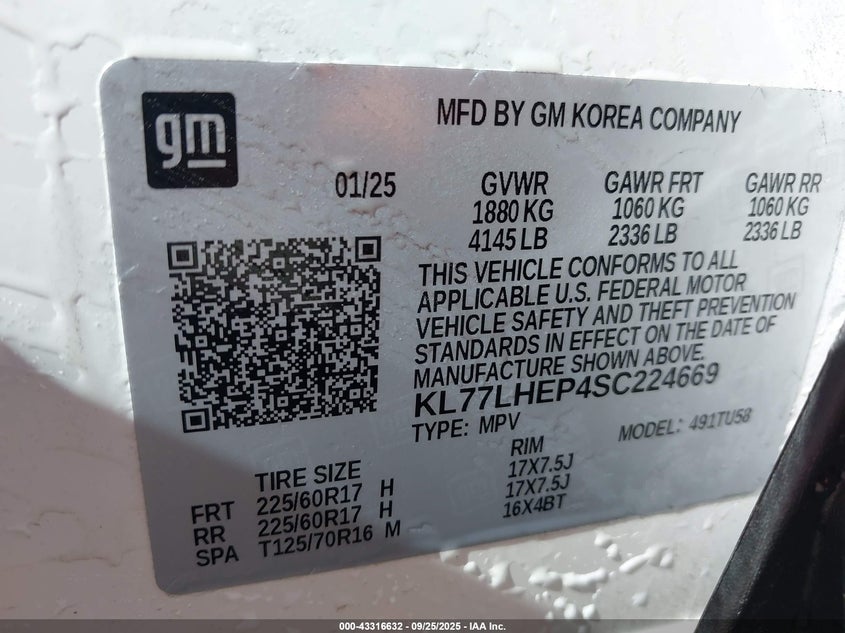 gm
MFD BY GM KOREA COMPANY
01/25
GVWR GAWR FRT GAWR RR
1880 KG 1060 KG 1060 KG
4145 LB 2336 LB 2336 LB
THIS VEHICLE CONFORMS TO ALL
APPLICABLE U.S. FEDERAL MOTOR
VEHICLE SAFETY AND THEFT PREVENTION
STANDARDS IN EFFECT ON THE DATE OF
MANUFACTURE SHOWN ABOVE.
KL77LHEP4SC224669
TYPE: MPV MODEL: 491TU58
TIRE SIZE RIM
FRT 225/60R17 H 17X7.5J
RR 225/60R17 H 17X7.5J
SPA T125/70R16 M 16X4BT
000-43316632 - 09/25/2025 - IAA Inc.